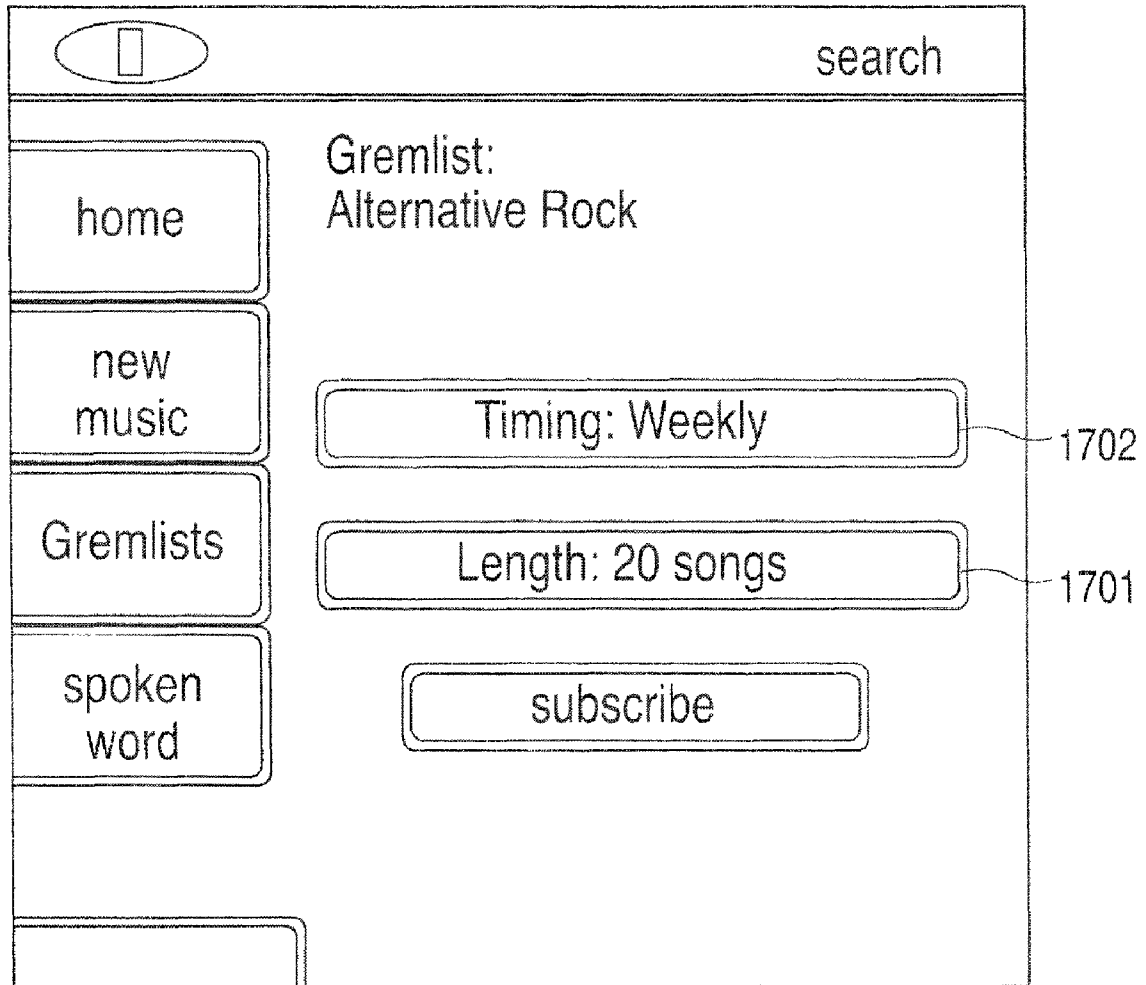 search
Gremlist:
Alternative Rock
home
new
music
Gremlists
spoken
word
Timing: Weekly
1702
Length: 20 songs
1701
subscribe